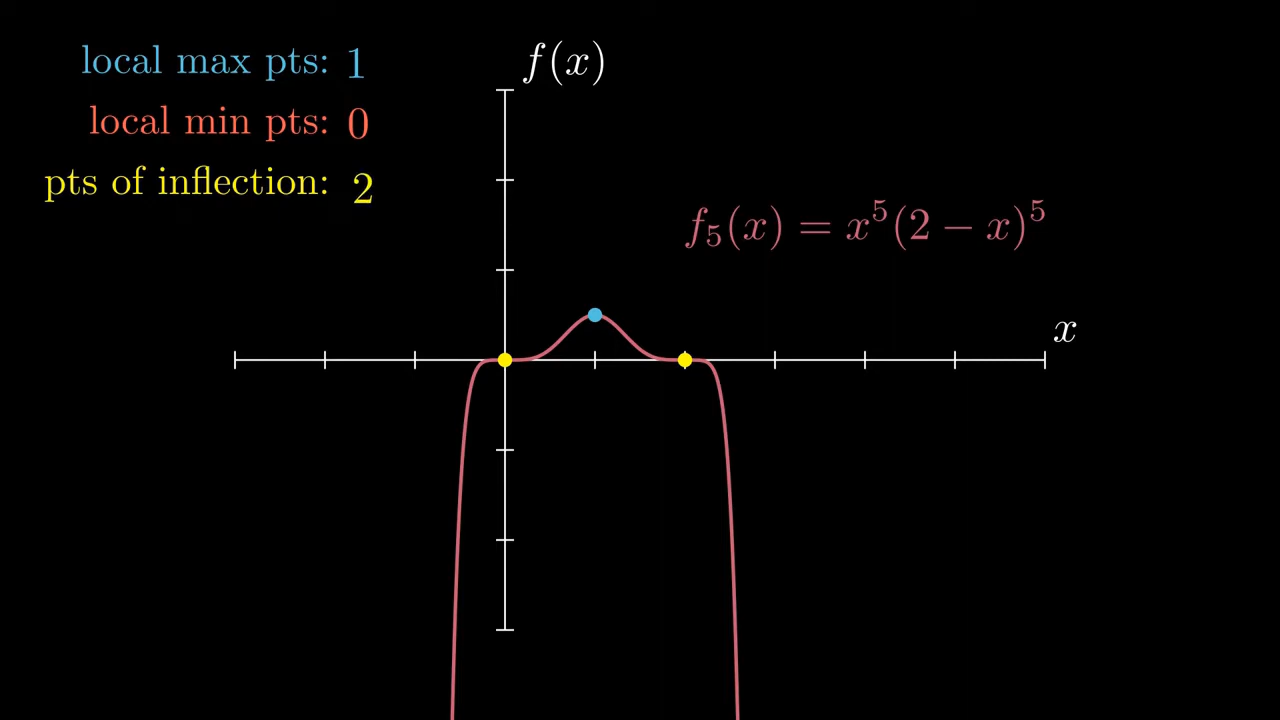 local max pts: 1
local min pts: 0
pts of inflection: 2
f(x)
f₅(x) = x⁵(2 − x)⁵
x